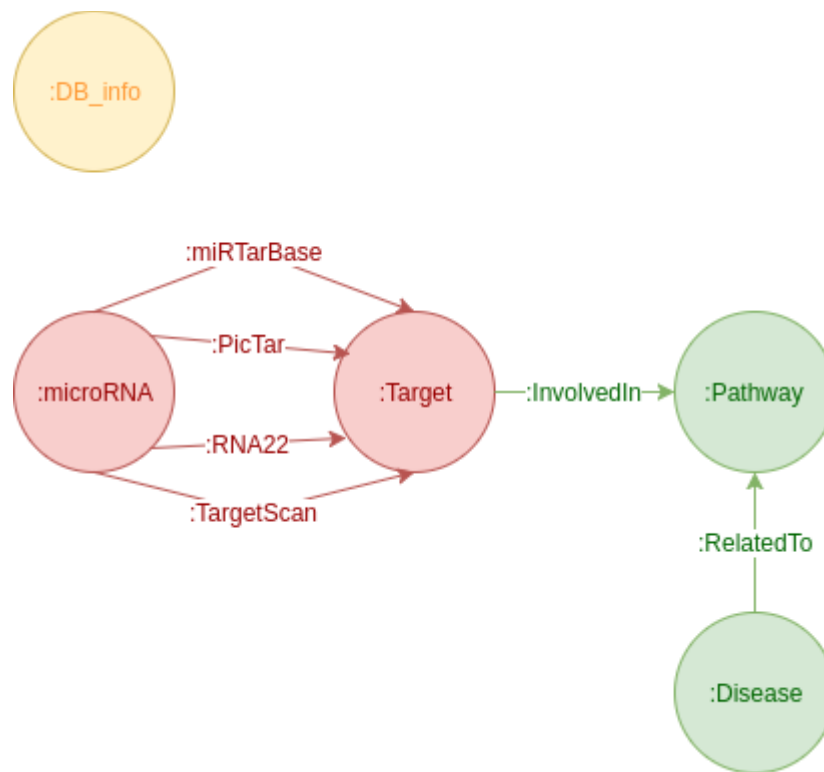 :DB_info
:miRTarBase
:PicTar
:microRNA
:Target
:InvolvedIn
:Pathway
:RNA22
:TargetScan
:RelatedTo
:Disease